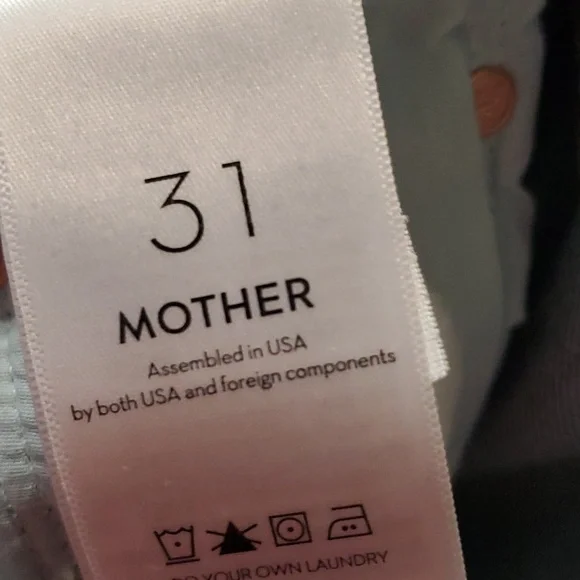 31
MOTHER
Assembled in USA
by both USA and foreign components
YOUR OWN LAUNDRY